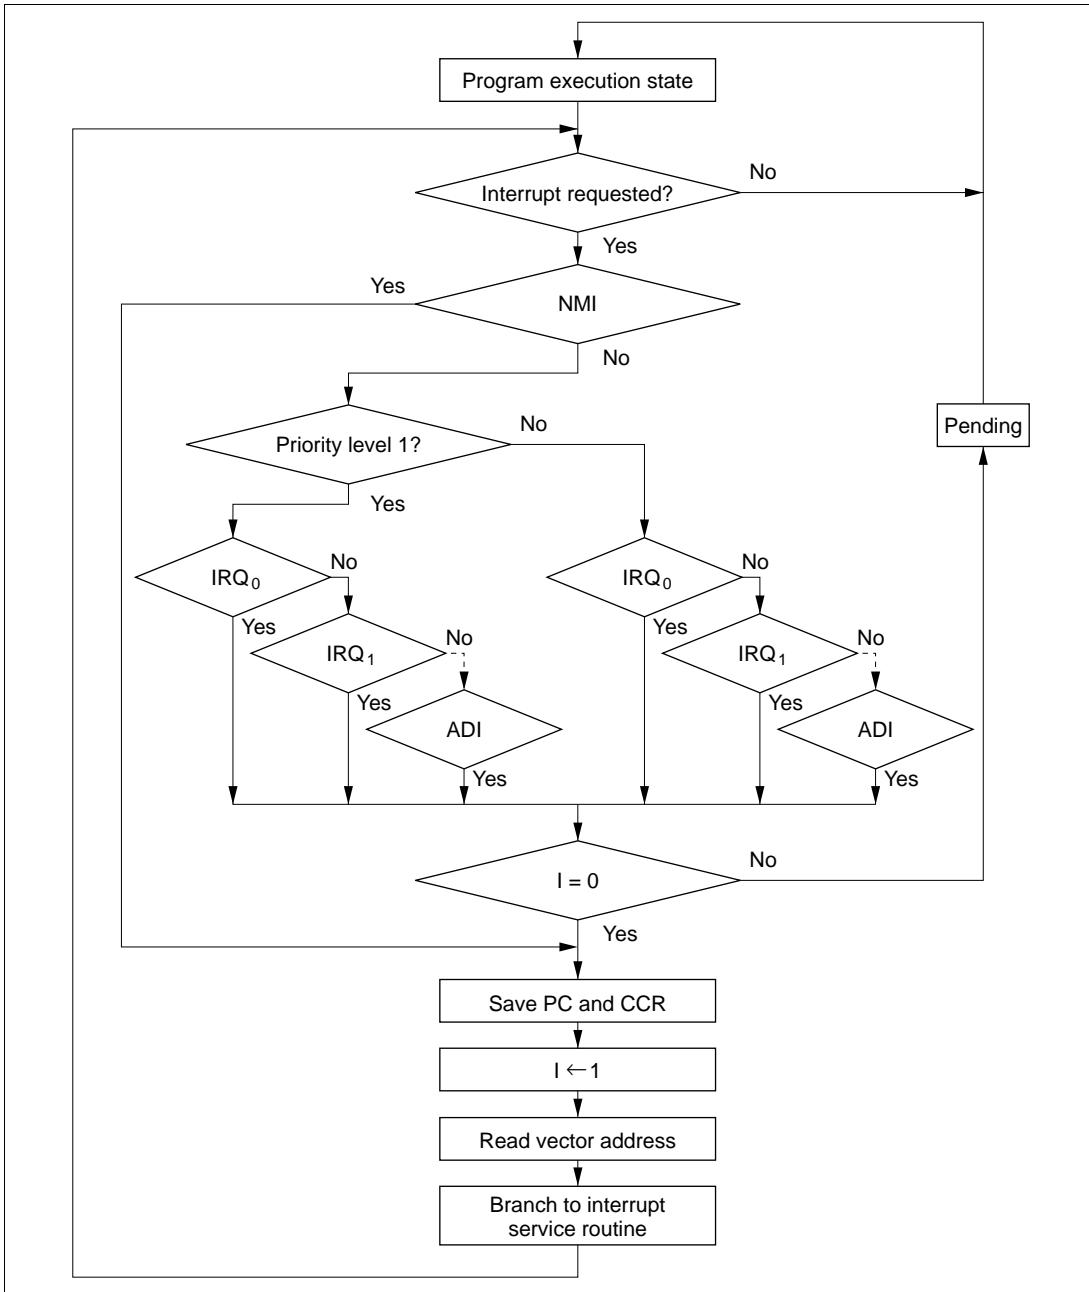 Program execution state
Interrupt requested?
No
Yes
Yes
NMI
No
Pending
Priority level 1?
No
Yes
IRQ0
No
Yes
IRQ1
No
Yes
ADI
Yes
IRQ0
No
Yes
IRQ1
No
Yes
ADI
Yes
I = 0
No
Yes
Save PC and CCR
I ← 1
Read vector address
Branch to interrupt
service routine